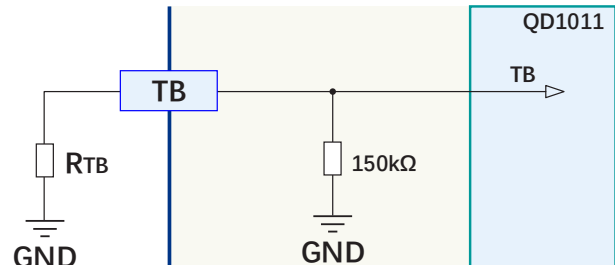 QD1011
TB
TB
RTB
150kΩ
GND
GND